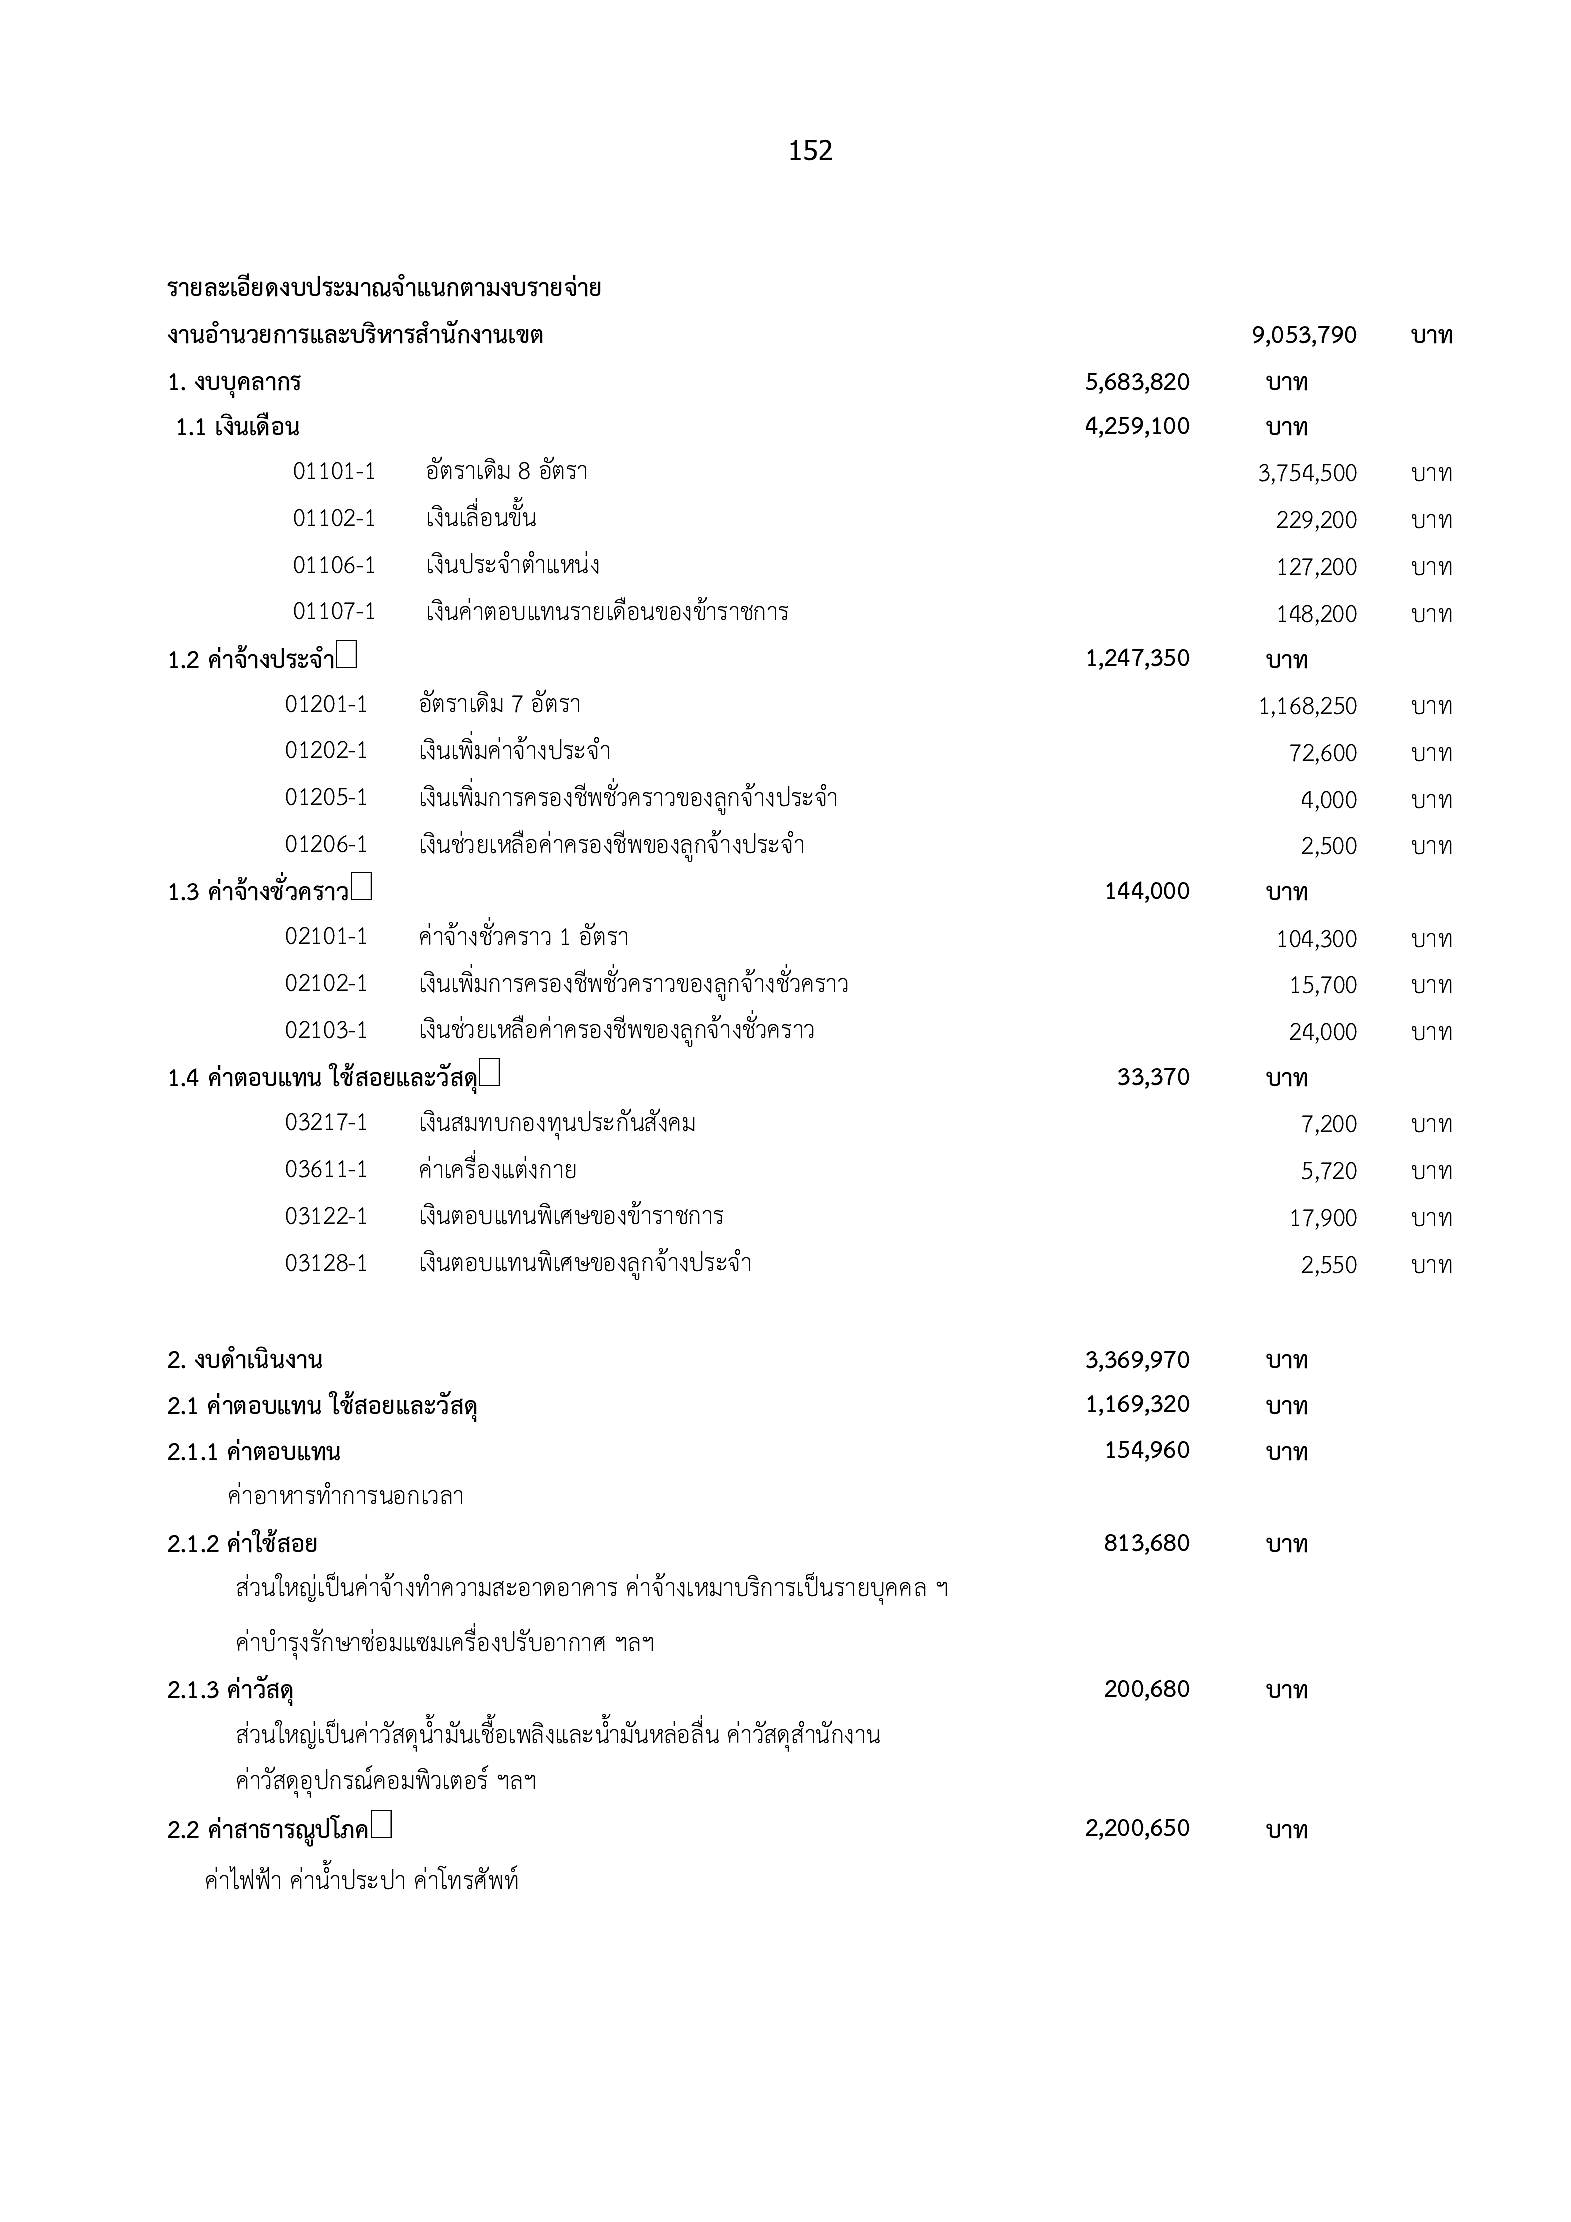 152
รายละเอียดงบประมาณจำแนกตามงบรายจ่าย
งานอำนวยการและบริหารสำนักงานเขต 9,053,790 บาท
1. งบบุคลากร 5,683,820 บาท
1.1 เงินเดือน 4,259,100 บาท
01101-1 อัตราเดิม 8 อัตรา 3,754,500 บาท
01102-1 เงินเลื่อนขั้น 229,200 บาท
01106-1 เงินประจำตำแหน่ง 127,200 บาท
01107-1 เงินค่าตอบแทนรายเดือนของข้าราชการ 148,200 บาท
1.2 ค่าจ้างประจำ 1,247,350 บาท
01201-1 อัตราเดิม 7 อัตรา 1,168,250 บาท
01202-1 เงินเพิ่มค่าจ้างประจำ 72,600 บาท
01205-1 เงินเพิ่มการครองชีพชั่วคราวของลูกจ้างประจำ 4,000 บาท
01206-1 เงินช่วยเหลือค่าครองชีพของลูกจ้างประจำ 2,500 บาท
1.3 ค่าจ้างชั่วคราว 144,000 บาท
02101-1 ค่าจ้างชั่วคราว 1 อัตรา 104,300 บาท
02102-1 เงินเพิ่มการครองชีพชั่วคราวของลูกจ้างชั่วคราว 15,700 บาท
02103-1 เงินช่วยเหลือค่าครองชีพของลูกจ้างชั่วคราว 24,000 บาท
1.4 ค่าตอบแทน ใช้สอยและวัสดุ 33,370 บาท
03217-1 เงินสมทบกองทุนประกันสังคม 7,200 บาท
03611-1 ค่าเครื่องแต่งกาย 5,720 บาท
03122-1 เงินตอบแทนพิเศษของข้าราชการ 17,900 บาท
03128-1 เงินตอบแทนพิเศษของลูกจ้างประจำ 2,550 บาท
2. งบดำเนินงาน 3,369,970 บาท
2.1 ค่าตอบแทน ใช้สอยและวัสดุ 1,169,320 บาท
2.1.1 ค่าตอบแทน 154,960 บาท
ค่าอาหารทำการนอกเวลา
2.1.2 ค่าใช้สอย 813,680 บาท
ส่วนใหญ่เป็นค่าจ้างทำความสะอาดอาคาร ค่าจ้างเหมาบริการเป็นรายบุคคล ฯ
ค่าบำรุงรักษาซ่อมแซมเครื่องปรับอากาศ ฯลฯ
2.1.3 ค่าวัสดุ 200,680 บาท
ส่วนใหญ่เป็นค่าวัสดุน้ำมันเชื้อเพลิงและน้ำมันหล่อลื่น ค่าวัสดุสำนักงาน
ค่าวัสดุอุปกรณ์คอมพิวเตอร์ ฯลฯ
2.2 ค่าสาธารณูปโภค 2,200,650 บาท
ค่าไฟฟ้า ค่าน้ำประปา ค่าโทรศัพท์